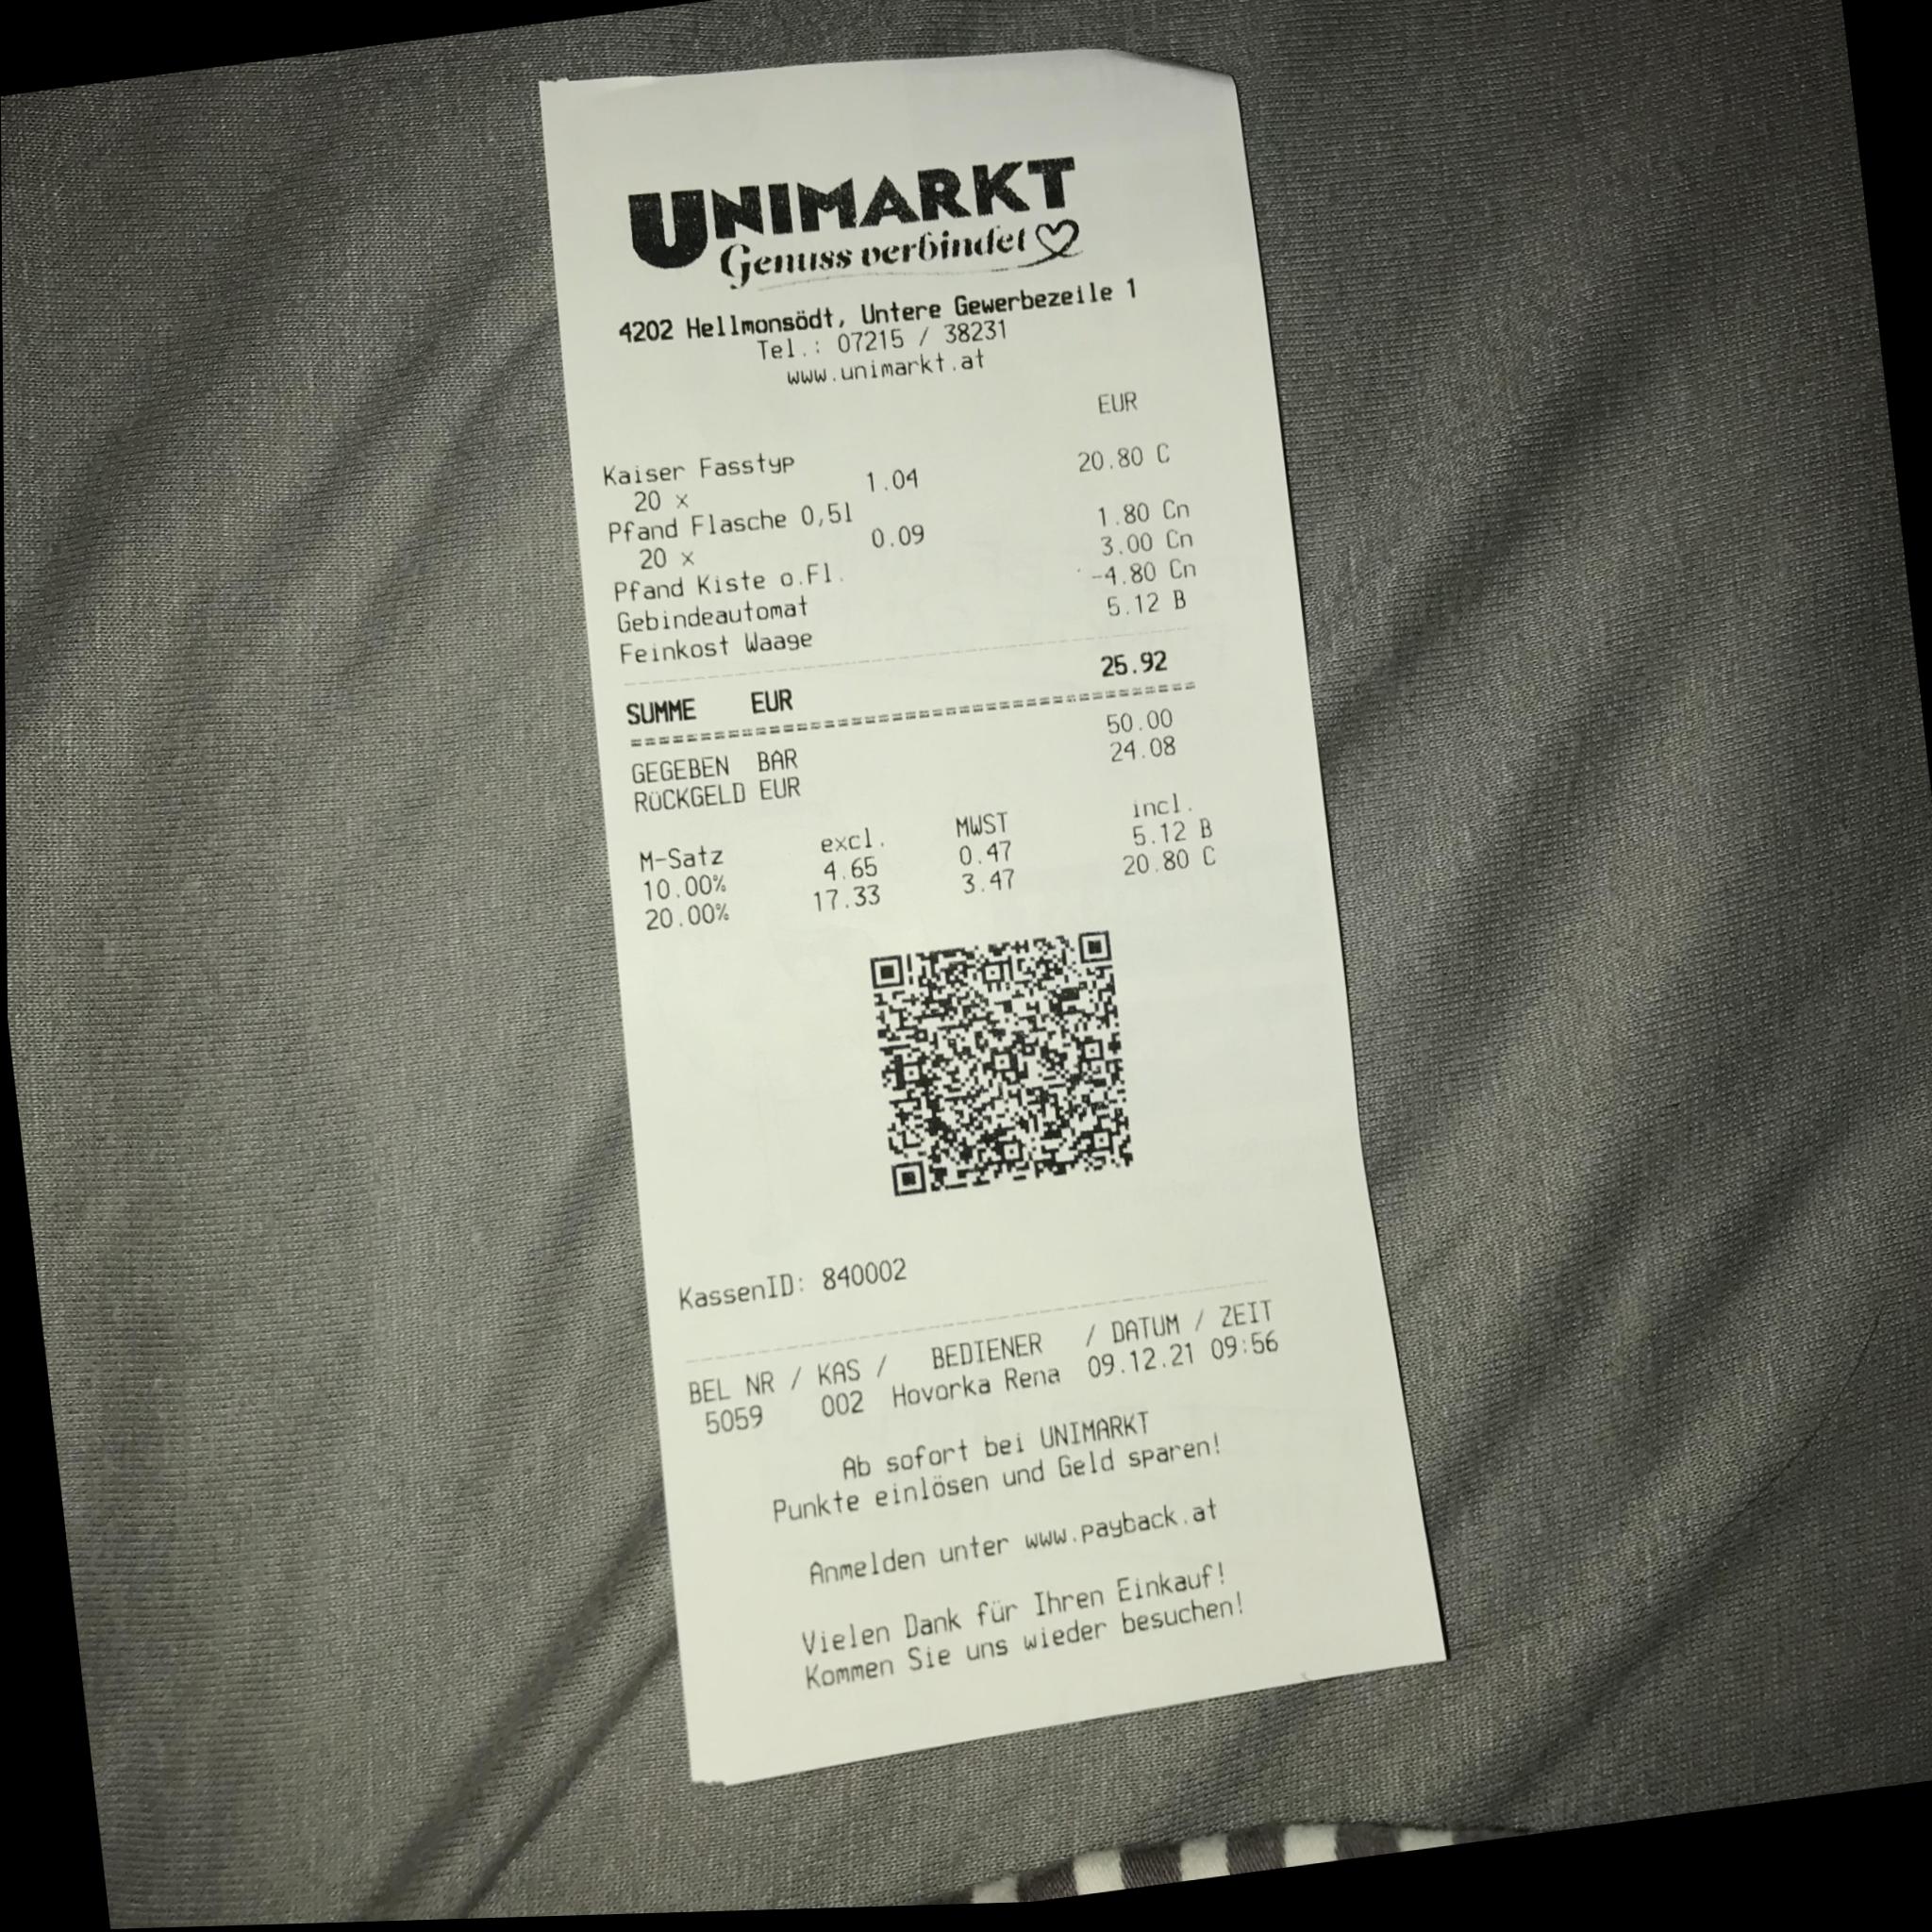 UNIMARKT
Genuss verbindet
4202 Hellmonsödt, Untere Gewerbezeile 1
Tel.: 07215 / 38231
www.unimarkt.at
EUR
Kaiser Fasstyp 20.80 C
20 x 1.04
Pfand Flasche 0,5l 1.80 Cn
20 x 0.09
Pfand Kiste o.Fl. 3.00 Cn
Gebindeautomat -4.80 Cn
Feinkost Waage 5.12 B
SUMME EUR 25.92
GEGEBEN BAR 50.00
RÜCKGELD EUR 24.08
M-Satz excl. MWST incl.
10.00% 4.65 0.47 5.12 B
20.00% 17.33 3.47 20.80 C
KassenID: 840002
BEL NR / KAS / BEDIENER / DATUM / ZEIT
5059 002 Hovorka Rena 09.12.21 09:56
Ab sofort bei UNIMARKT
Punkte einlösen und Geld sparen!
Anmelden unter www.payback.at
Vielen Dank für Ihren Einkauf!
Kommen Sie uns wieder besuchen!